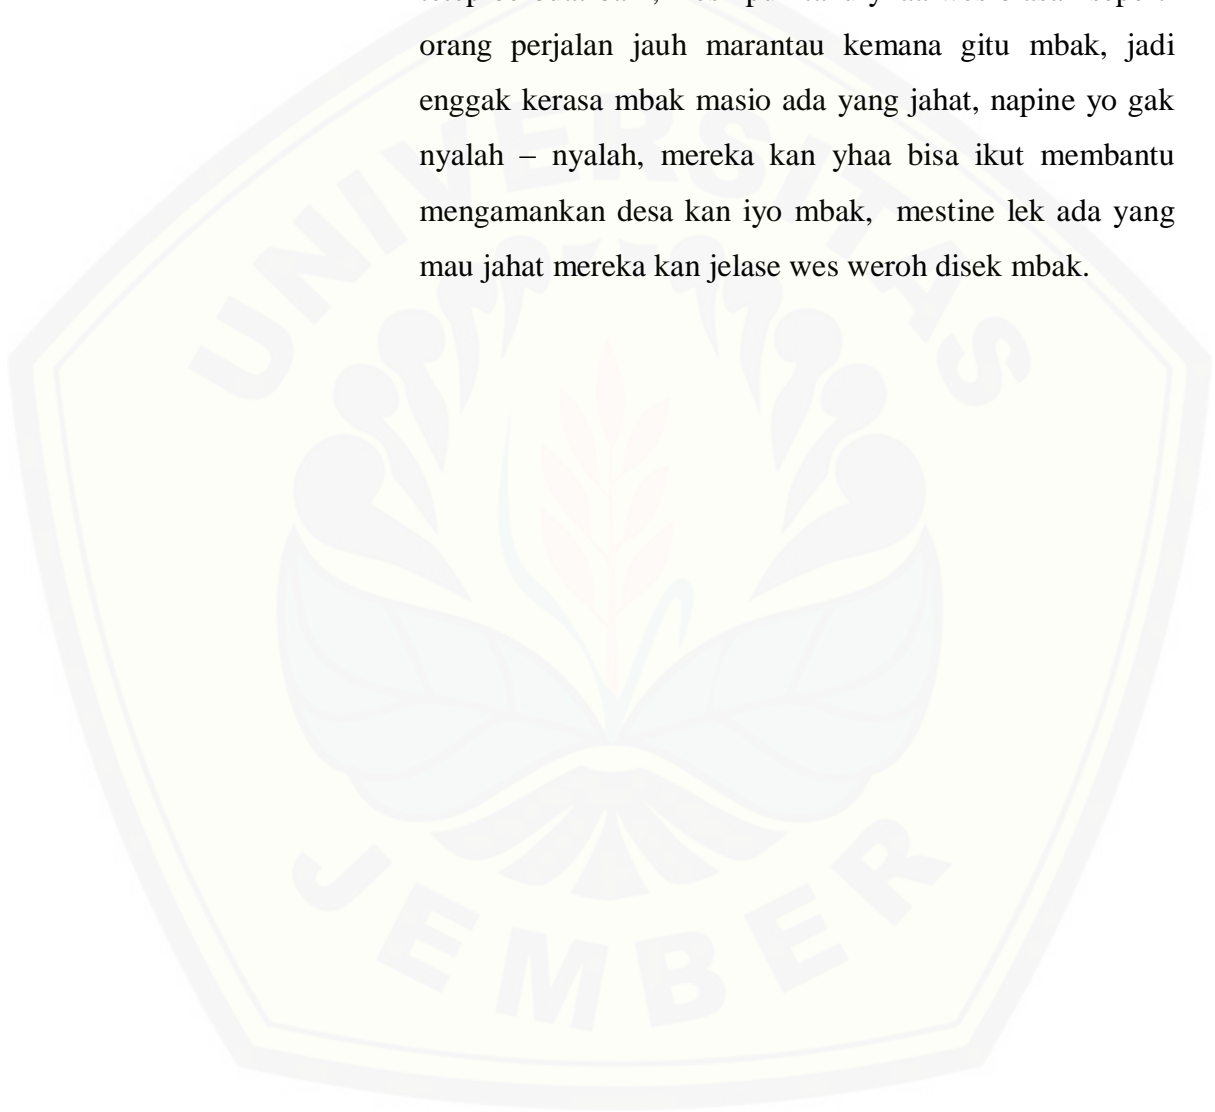 orang perjalan jauh marantau kemana gitu mbak, jadi
enggak kerasa mbak masio ada yang jahat, napine yo gak
nyalah – nyalah, mereka kan yhaa bisa ikut membantu
mengamankan desa kan iyo mbak, mestine lek ada yang
mau jahat mereka kan jelase wes weroh disek mbak.
UNIVERSITAS
JEMBER